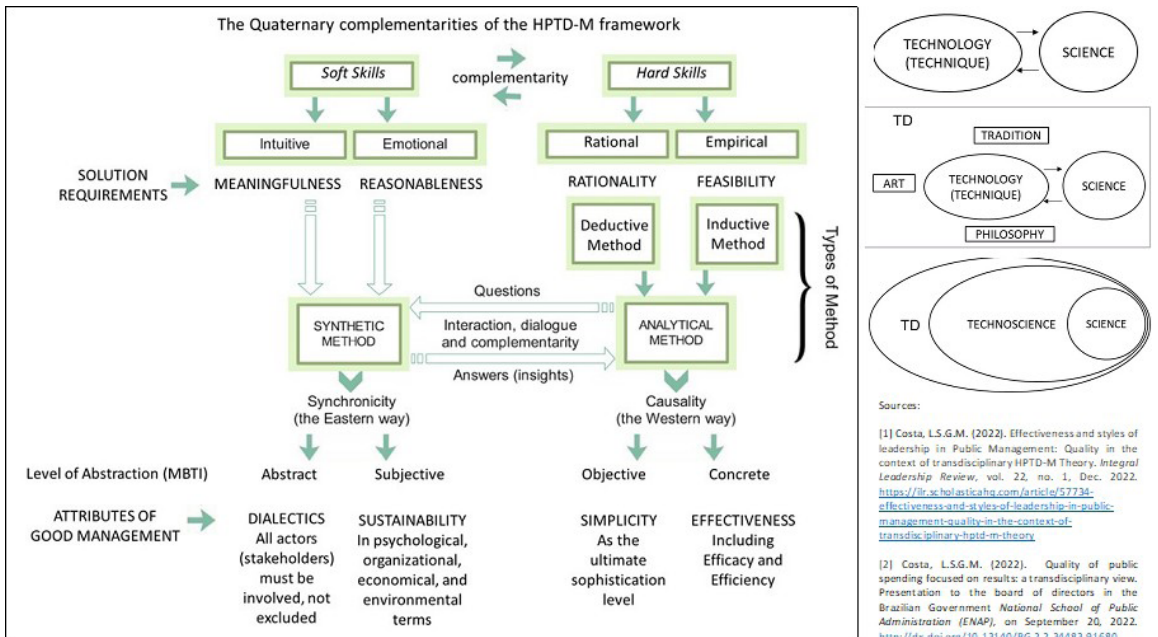 The Quaternary complementarities of the HPTD-M framework
Soft Skills
complementarity
Hard Skills
Intuitive
Emotional
Rational
Empirical
SOLUTION
REQUIREMENTS
MEANINGFULNESS
REASONABLENESS
RATIONALITY
FEASIBILITY
Deductive
Method
Inductive
Method
Types of Method
Questions
SYNTHETIC
METHOD
Interaction, dialogue
and complementarity
ANALYTICAL
METHOD
Answers (insights)
Synchronicity
(the Eastern way)
Causality
(the Western way)
Level of Abstraction (MBTI)
Abstract
Subjective
Objective
Concrete
ATTRIBUTES OF
GOOD MANAGEMENT
DIALECTICS
All actors
(stakeholders)
must be
involved, not
excluded
SUSTAINABILITY
In psychological,
organizational,
economical, and
environmental
terms
SIMPLICITY
As the
ultimate
sophistication
level
EFFECTIVENESS
Including
Efficacy and
Efficiency
TECHNOLOGY
(TECHNIQUE)
SCIENCE
TD
TRADITION
ART
TECHNOLOGY
(TECHNIQUE)
SCIENCE
PHILOSOPHY
TD
TECHNOSCIENCE
SCIENCE
Sources:
[1] Costa, L.S.G.M. (2022). Effectiveness and styles of
leadership in Public Management: Quality in the
context of transdisciplinary HPTD-M Theory. Integral
Leadership Review, vol. 22, no. 1, Dec. 2022.
https://ilr.scholasticahq.com/article/57734-
effectiveness-and-styles-of-leadership-in-public-
management-quality-in-the-context-of-
transdisciplinary-hptd-m-theory
[2] Costa, L.S.G.M. (2022). Quality of public
spending focused on results: a transdisciplinary view.
Presentation to the board of directors in the
Brazilian Government National School of Public
Administration (ENAP), on September 20, 2022.